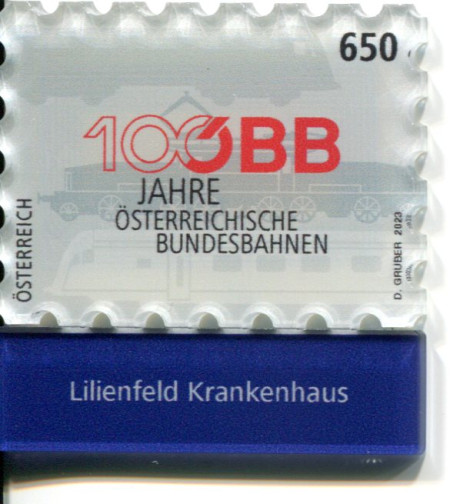 650
100ÖBB
JAHRE
ÖSTERREICHISCHE
BUNDESBAHNEN
ÖSTERREICH
D. GRUBER 2023
Lilienfeld Krankenhaus